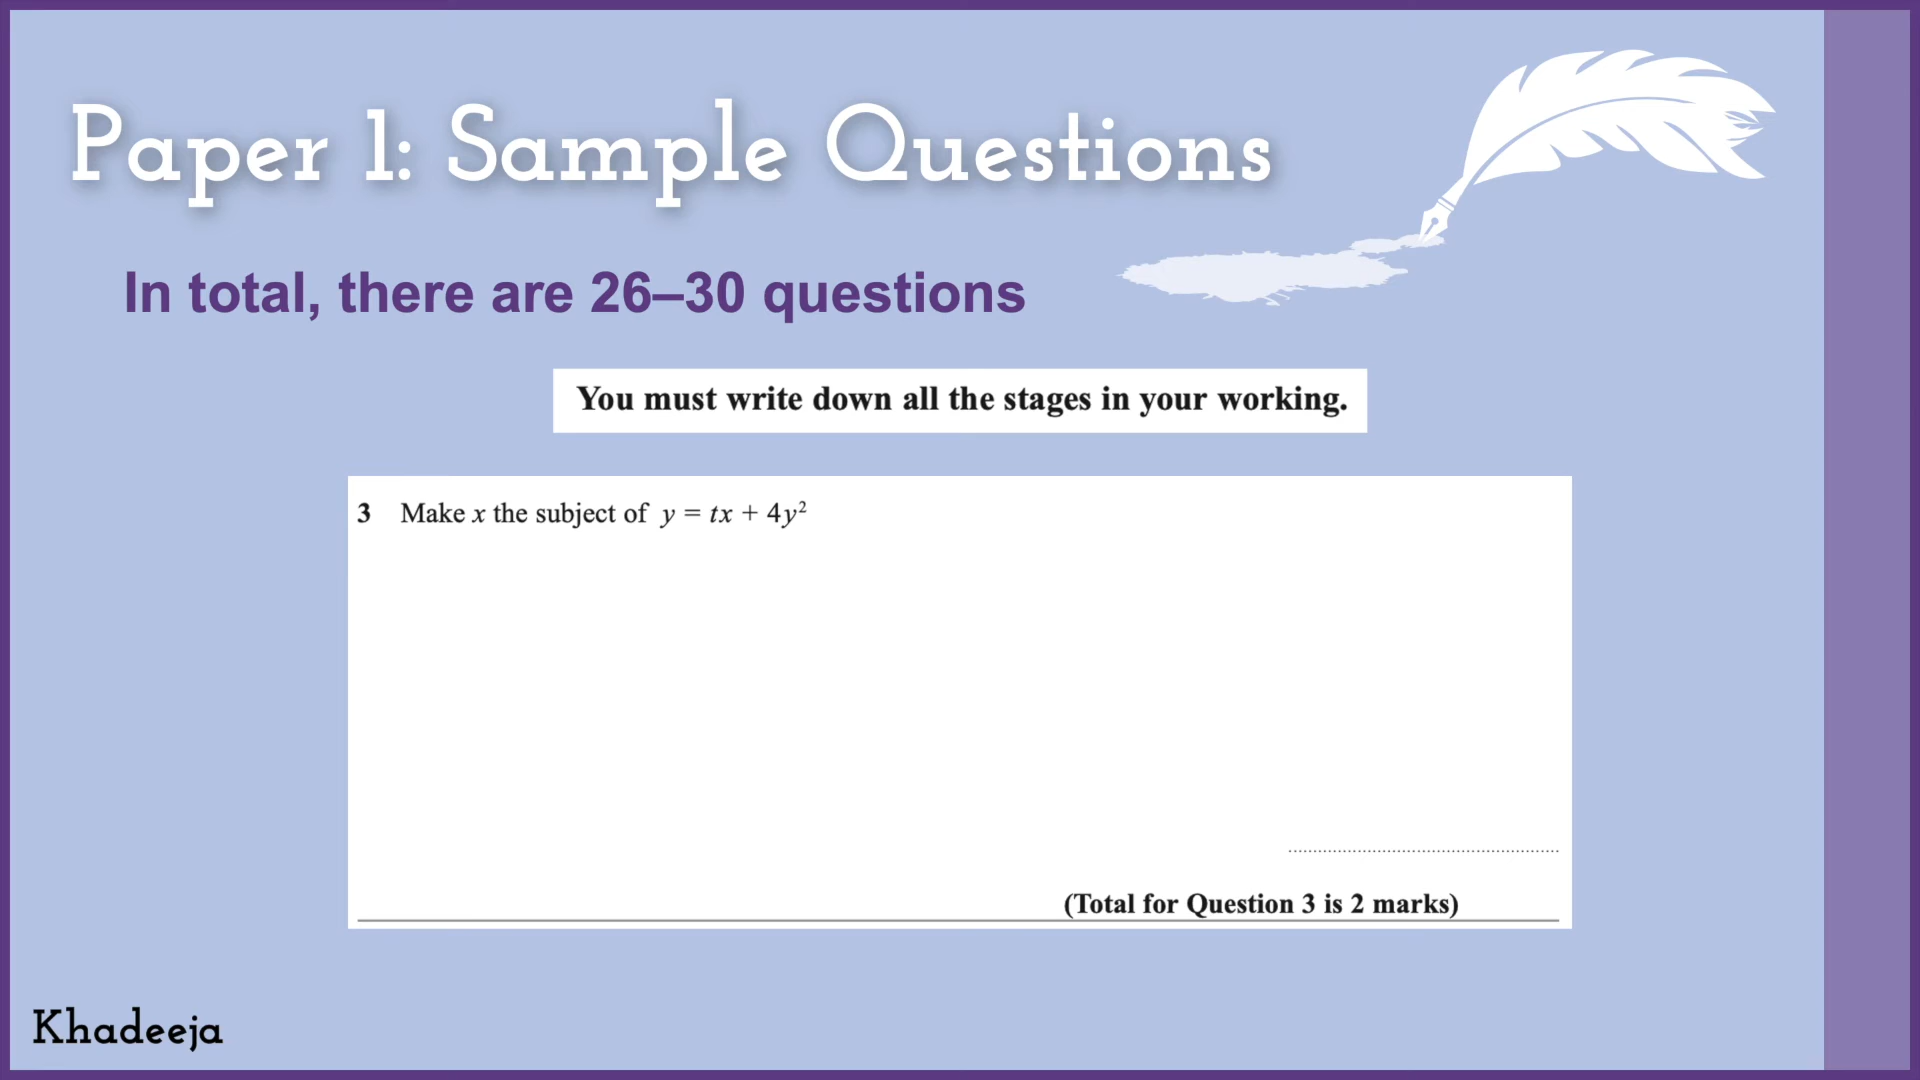 Paper 1: Sample Questions
In total, there are 26–30 questions
You must write down all the stages in your working.
3 Make x the subject of y = tx + 4y²
(Total for Question 3 is 2 marks)
Khadeeja